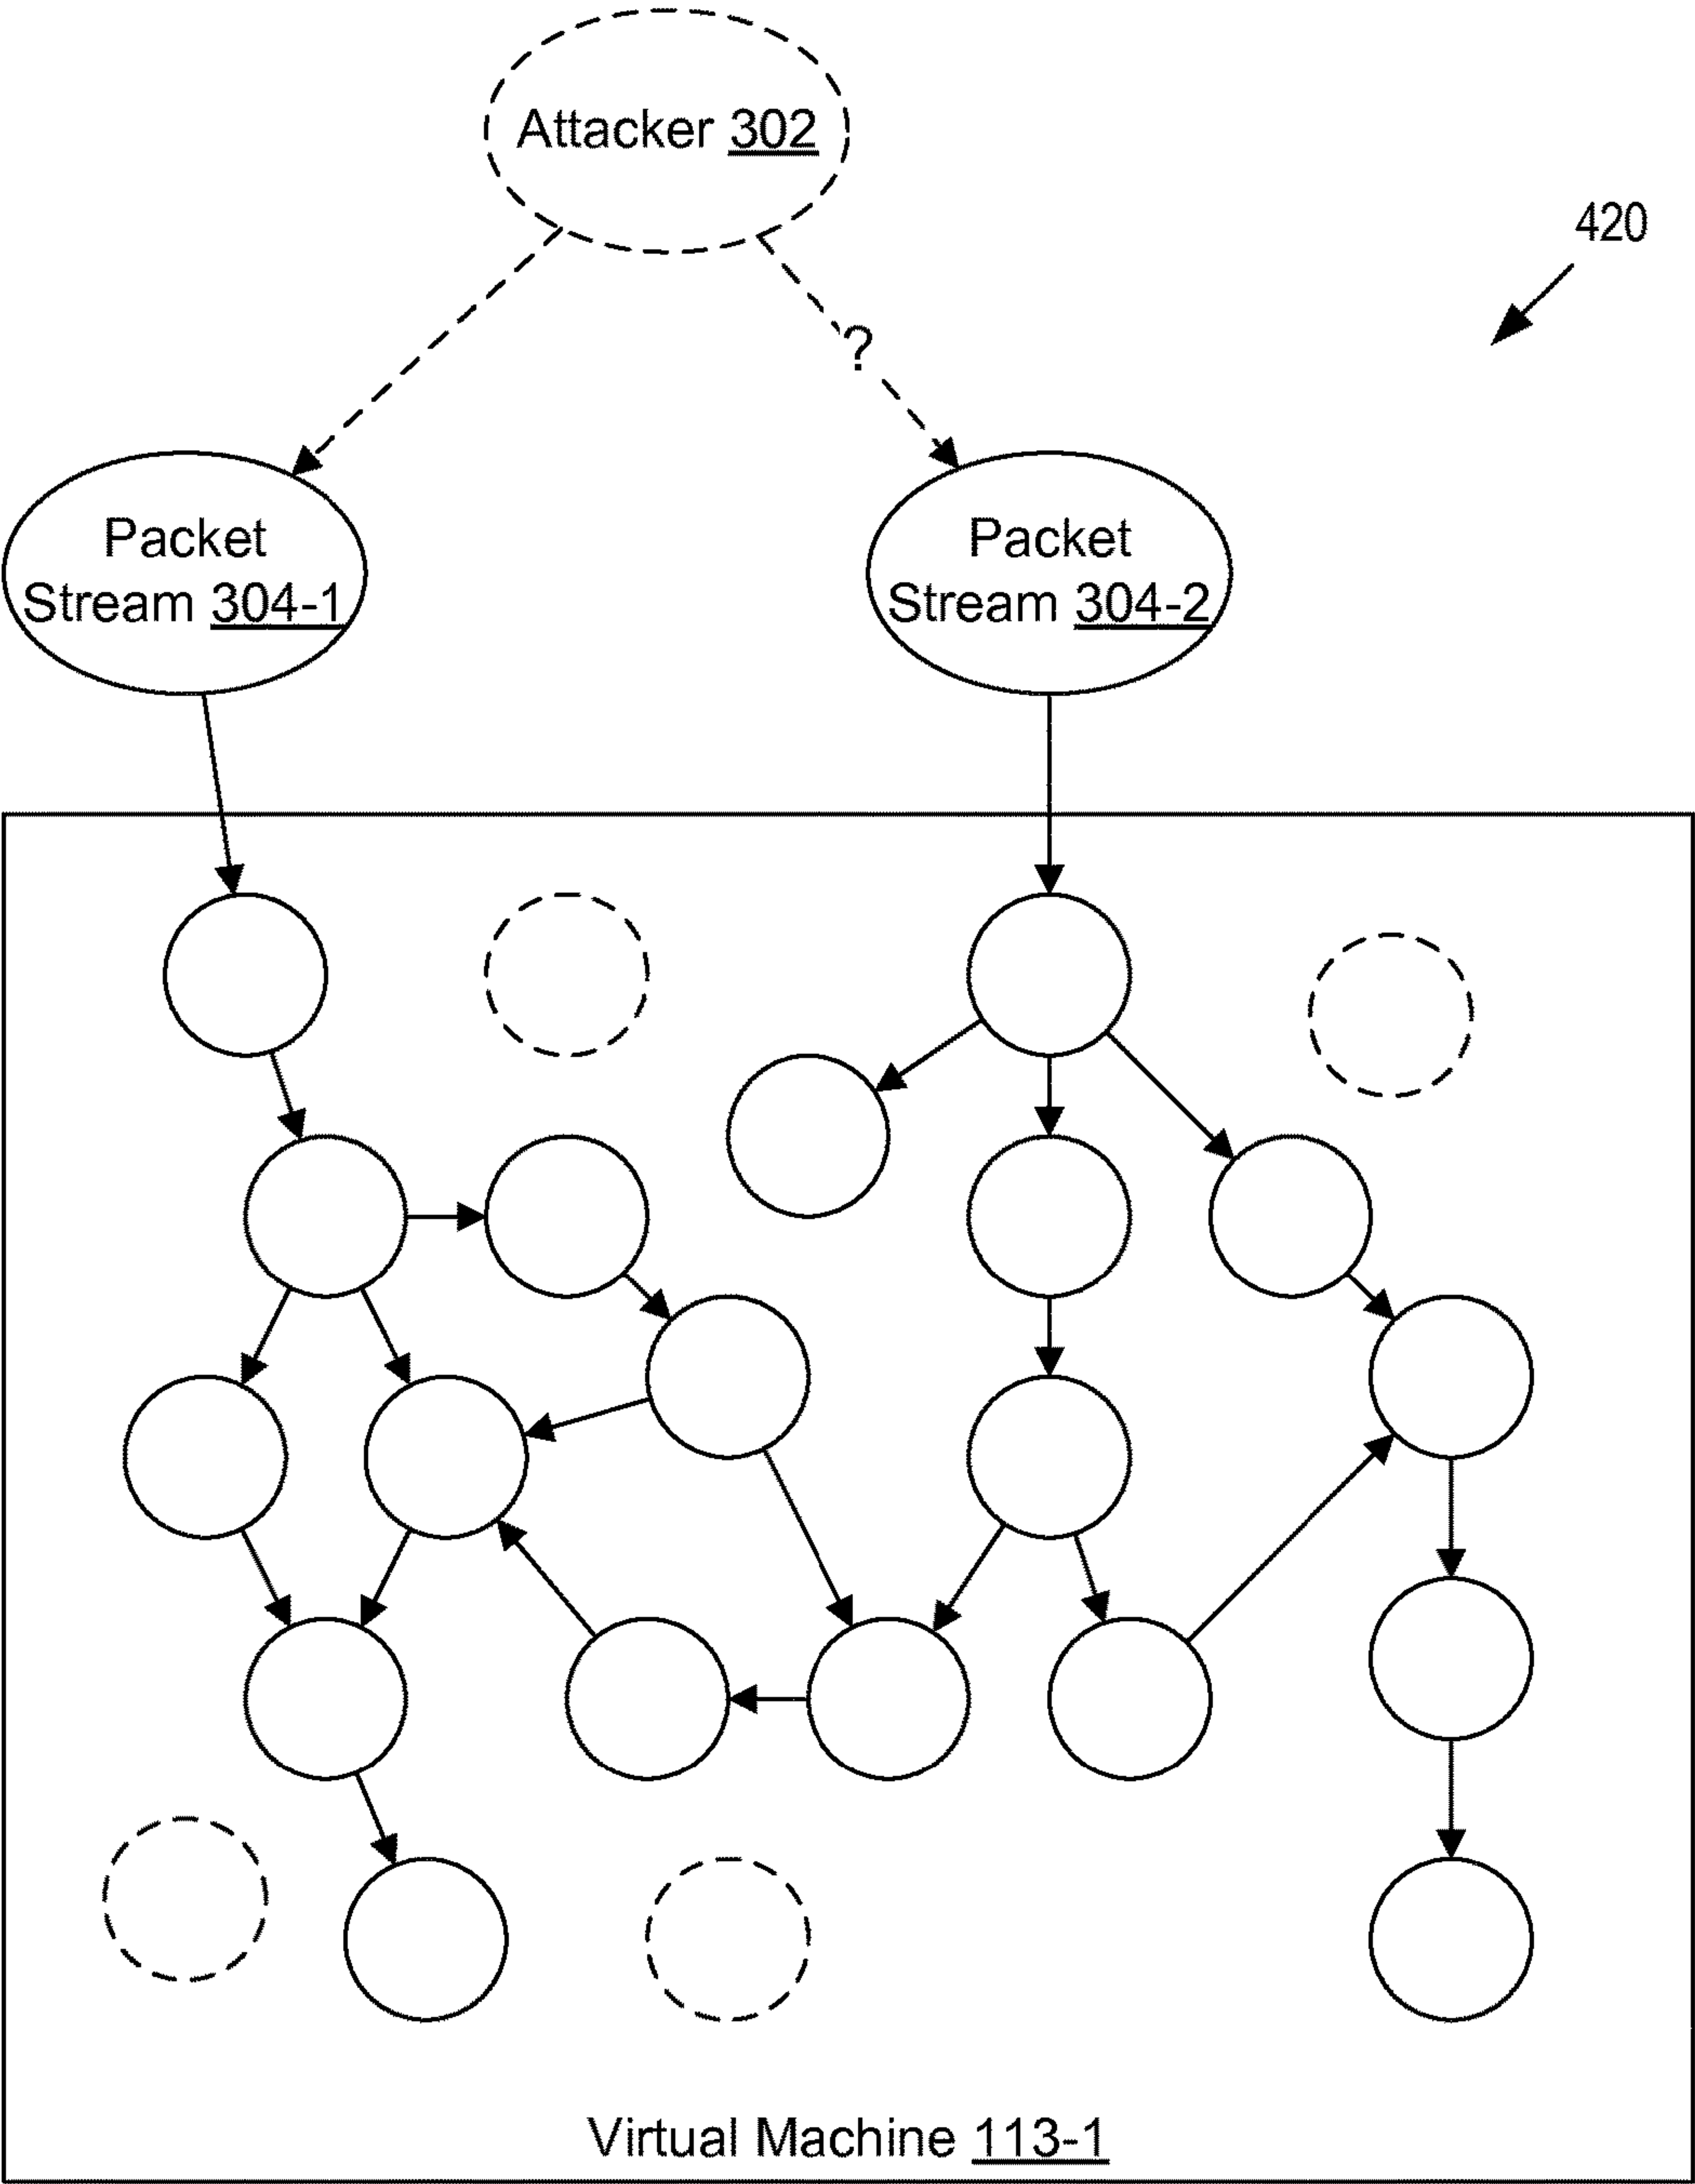 Attacker 302
420
?
Packet
Stream 304-1
Packet
Stream 304-2
Virtual Machine 113-1